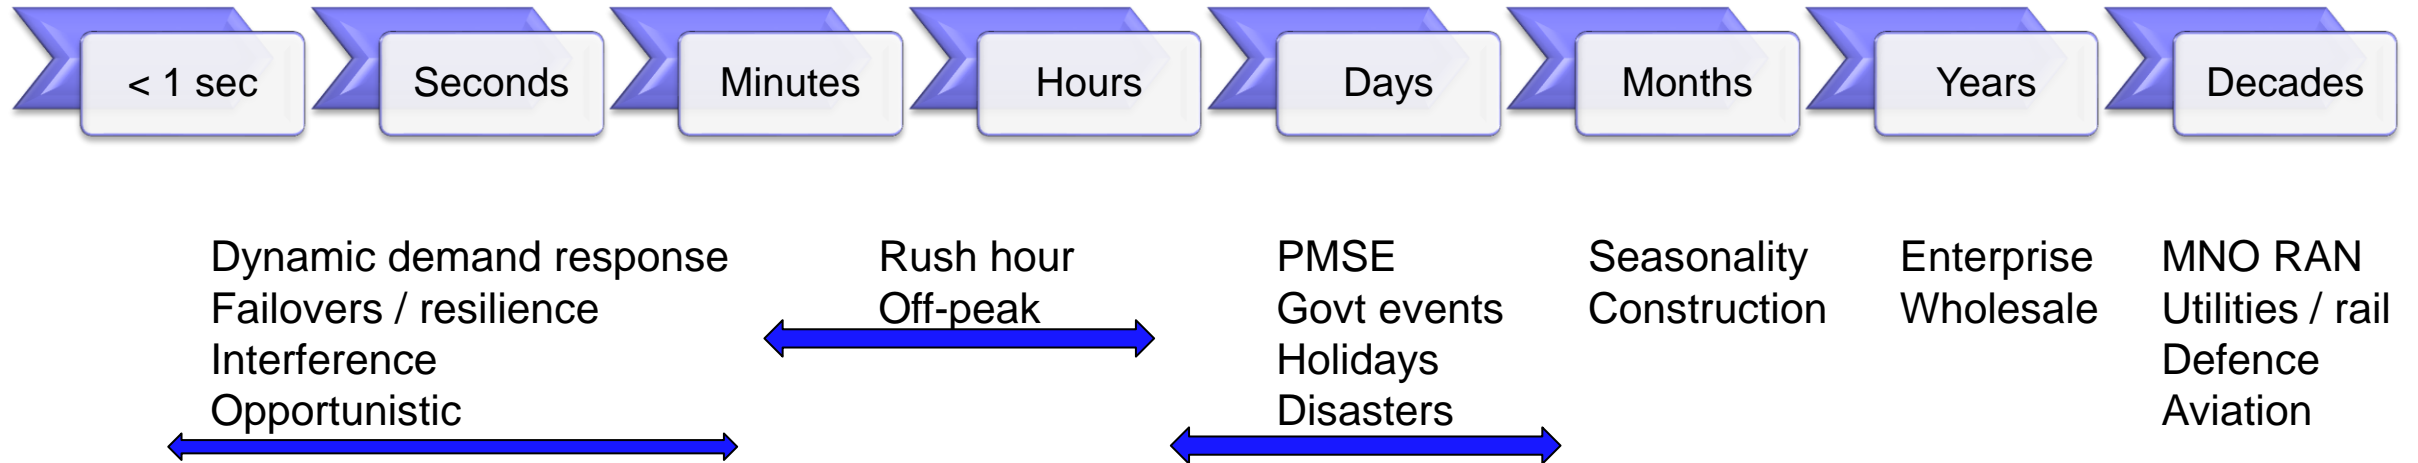 < 1 sec
Seconds
Minutes
Hours
Days
Months
Years
Decades
Dynamic demand response
Failovers / resilience
Interference
Opportunistic
Rush hour
Off-peak
PMSE
Govt events
Holidays
Disasters
Seasonality
Construction
Enterprise
Wholesale
MNO RAN
Utilities / rail
Defence
Aviation